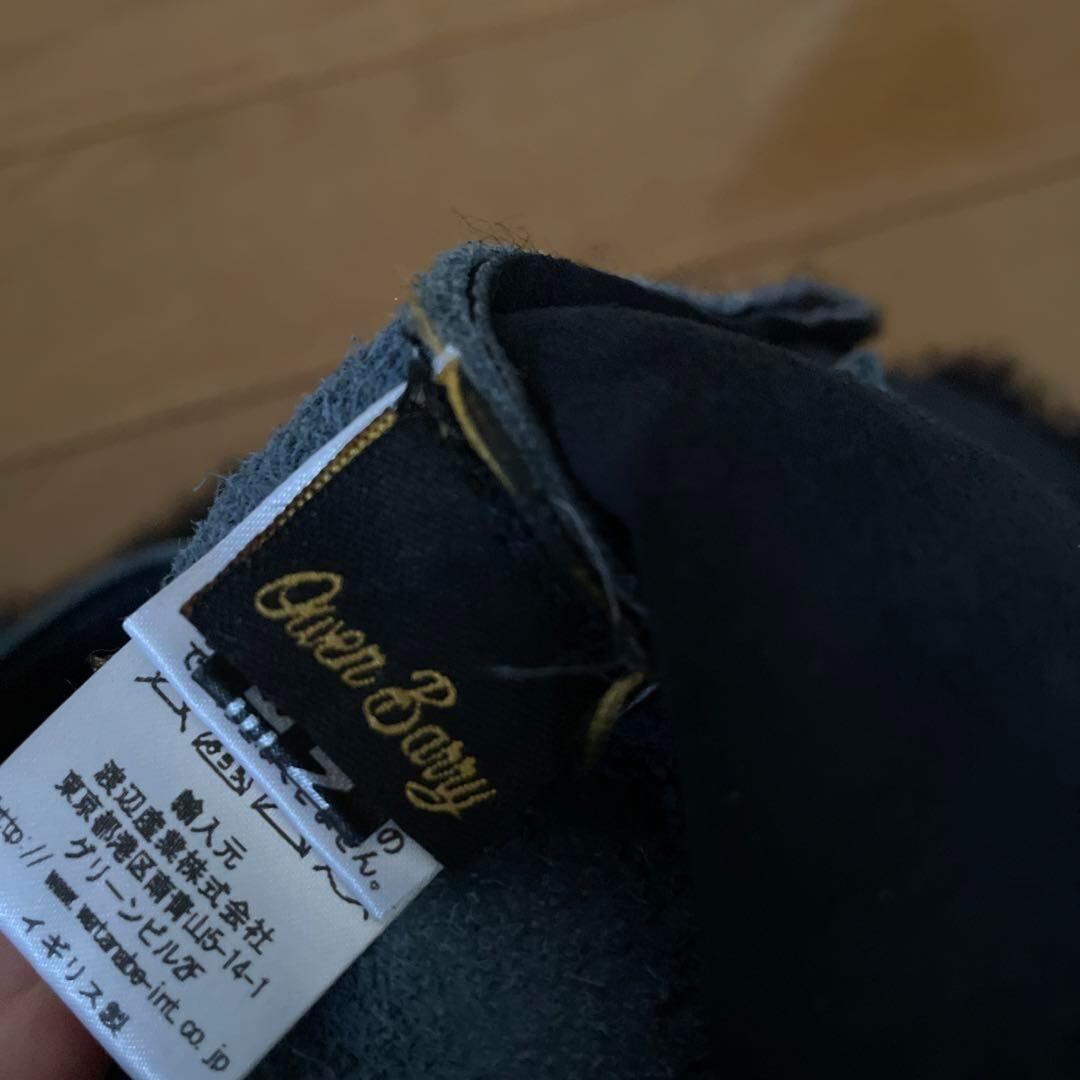 Owen Barry
輸入元
渡辺産業株式会社
東京都港区南青山5-14-1
グリーンビル2F
http://www.watanabe-int.co.jp
イギリス製